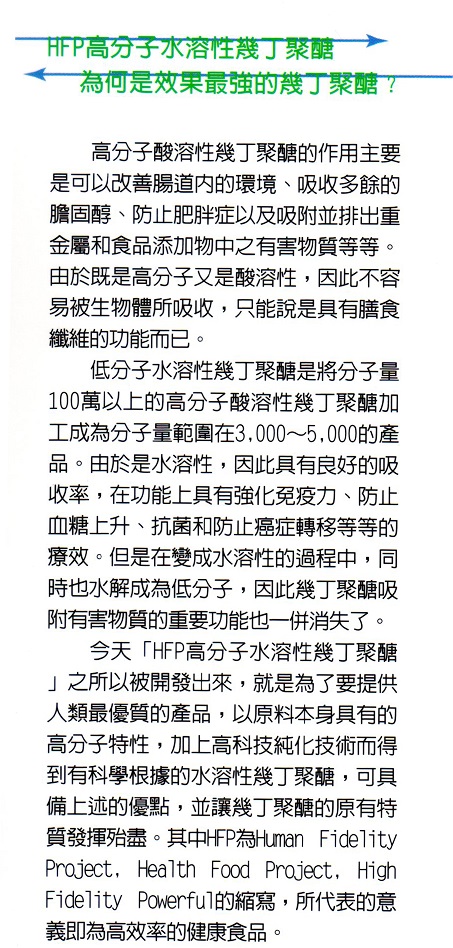 HFP高分子水溶性幾丁聚醣
為何是效果最強的幾丁聚醣？
高分子酸溶性幾丁聚醣的作用主要
是可以改善腸道內的環境、吸收多餘的
膽固醇、防止肥胖症以及吸附並排出重
金屬和食品添加物中之有害物質等等。
由於既是高分子又是酸溶性，因此不容
易被生物體所吸收，只能說是具有膳食
纖維的功能而已。
低分子水溶性幾丁聚醣是將分子量
100萬以上的高分子酸溶性幾丁聚醣加
工成為分子量範圍在3,000～5,000的產
品。由於是水溶性，因此具有良好的吸
收率，在功能上具有強化免疫力、防止
血糖上升、抗菌和防止癌症轉移等等的
療效。但是在變成水溶性的過程中，同
時也水解成為低分子，因此幾丁聚醣吸
附有害物質的重要功能也一併消失了。
今天「HFP高分子水溶性幾丁聚醣
」之所以被開發出來，就是為了要提供
人類最優質的產品，以原料本身具有的
高分子特性，加上高科技純化技術而得
到有科學根據的水溶性幾丁聚醣，可具
備上述的優點，並讓幾丁聚醣的原有特
質發揮殆盡。其中HFP為Human Fidelity
Project, Health Food Project, High
Fidelity Powerful的縮寫，所代表的意
義即為高效率的健康食品。